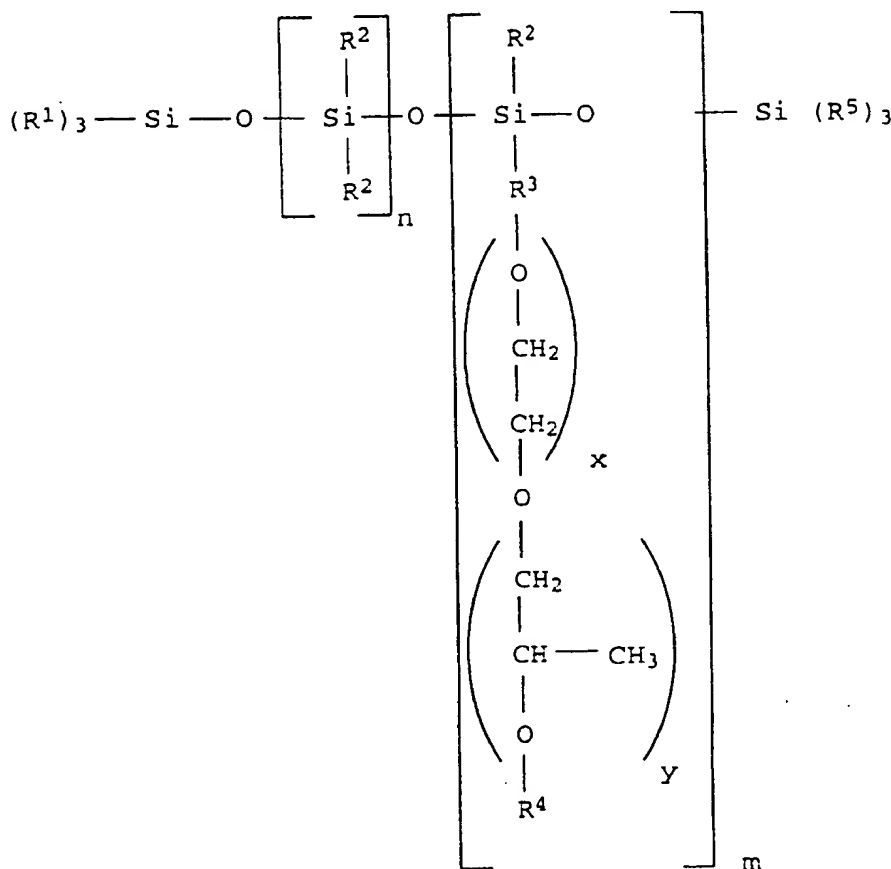 R²
R²
(R¹)₃—Si—O—Si—O—Si—O—Si (R⁵)₃
R²
R³
n
O
CH₂
CH₂
x
O
CH₂
CH—CH₃
O
y
R⁴
m